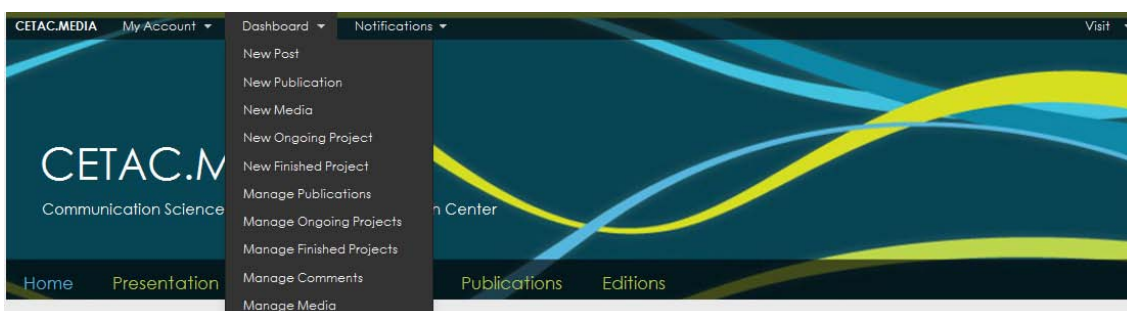 CETAC.MEDIA My Account Dashboard Notifications Visit
New Post
New Publication
New Media
New Ongoing Project
New Finished Project
Manage Publications
Manage Ongoing Projects
Manage Finished Projects
Manage Comments
Manage Media
CETAC.M
Communication Science n Center
Home Presentation Publications Editions